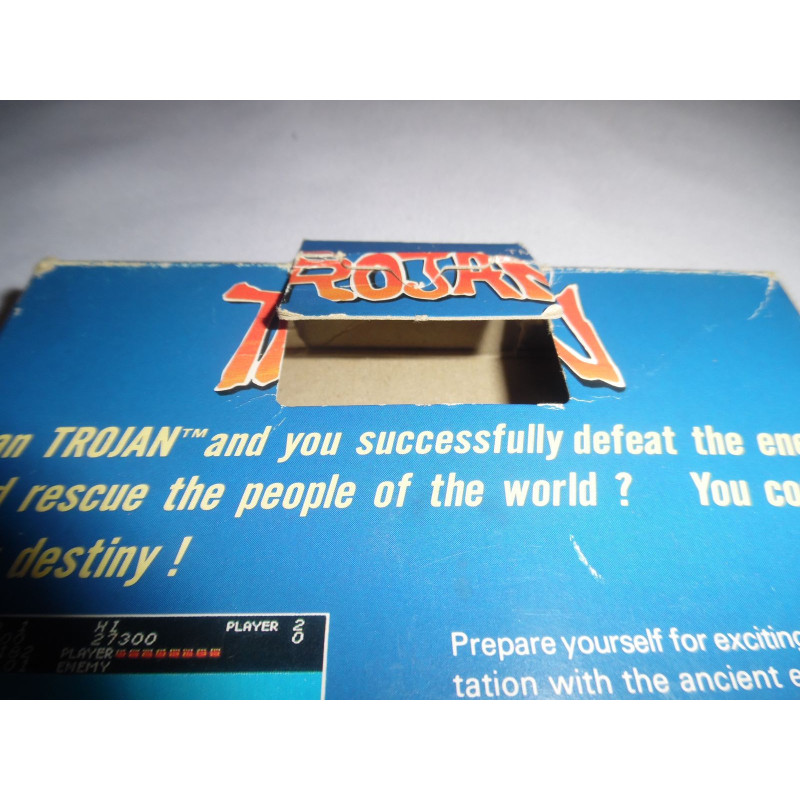 ROJAN™
an TROJAN™ and you successfully defeat the ene
d rescue the people of the world ? You co
destiny !
HI PLAYER 2
27300 0
PLAYER
ENEMY
Prepare yourself for exciting
tation with the ancient e